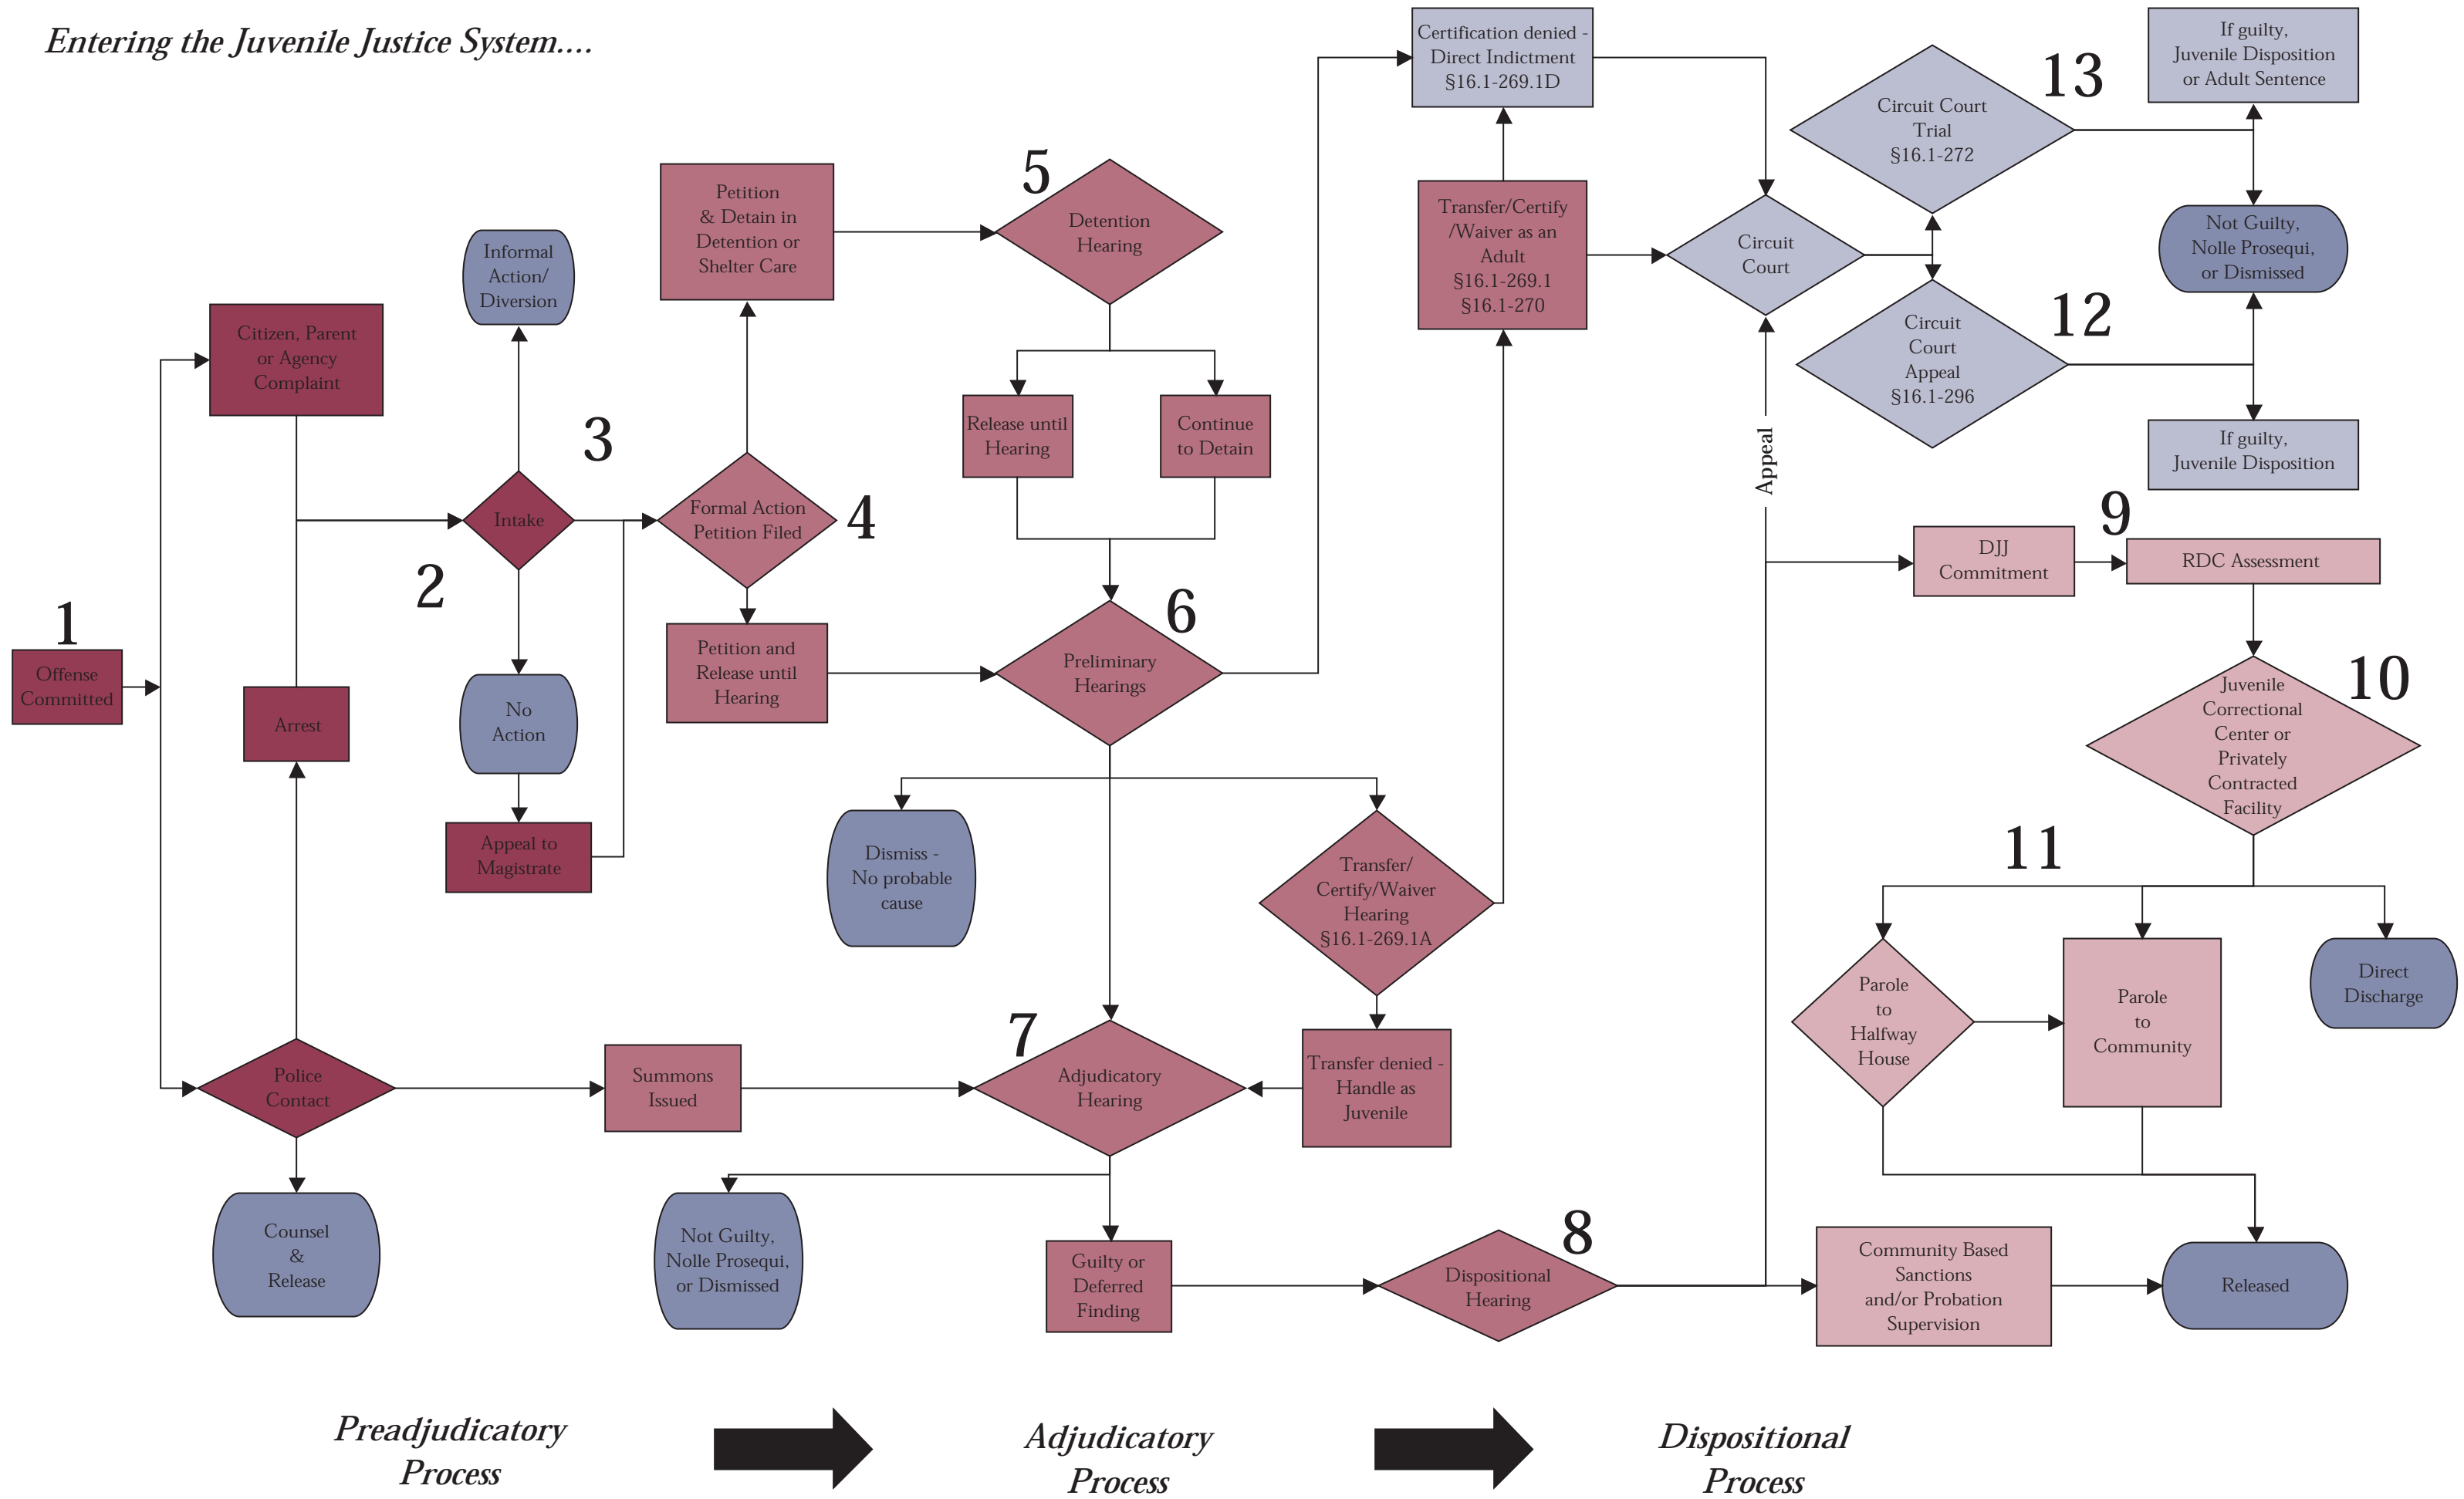 Entering the Juvenile Justice System....
1
Offense
Committed
Citizen, Parent
or Agency
Complaint
Arrest
Police
Contact
Counsel
&
Release
2
Informal
Action/
Diversion
Intake
No
Action
Appeal to
Magistrate
3
Petition
& Detain in
Detention or
Shelter Care
Formal Action
Petition Filed
4
Petition and
Release until
Hearing
Summons
Issued
5
Detention
Hearing
Release until
Hearing
Continue
to Detain
6
Preliminary
Hearings
Dismiss -
No probable
cause
Transfer/
Certify/Waiver
Hearing
§16.1-269.1A
7
Adjudicatory
Hearing
Transfer denied -
Handle as
Juvenile
Not Guilty,
Nolle Prosequi,
or Dismissed
Guilty or
Deferred
Finding
8
Dispositional
Hearing
Certification denied -
Direct Indictment
§16.1-269.1D
Transfer/Certify
/Waiver as an
Adult
§16.1-269.1
§16.1-270
Circuit
Court
Appeal
13
Circuit Court
Trial
§16.1-272
If guilty,
Juvenile Disposition
or Adult Sentence
Not Guilty,
Nolle Prosequi,
or Dismissed
12
Circuit
Court
Appeal
§16.1-296
If guilty,
Juvenile Disposition
DJJ
Commitment
9
RDC Assessment
10
Juvenile
Correctional
Center or
Privately
Contracted
Facility
11
Parole
to
Halfway
House
Parole
to
Community
Direct
Discharge
Community Based
Sanctions
and/or Probation
Supervision
Released
Preadjudicatory
Process
Adjudicatory
Process
Dispositional
Process